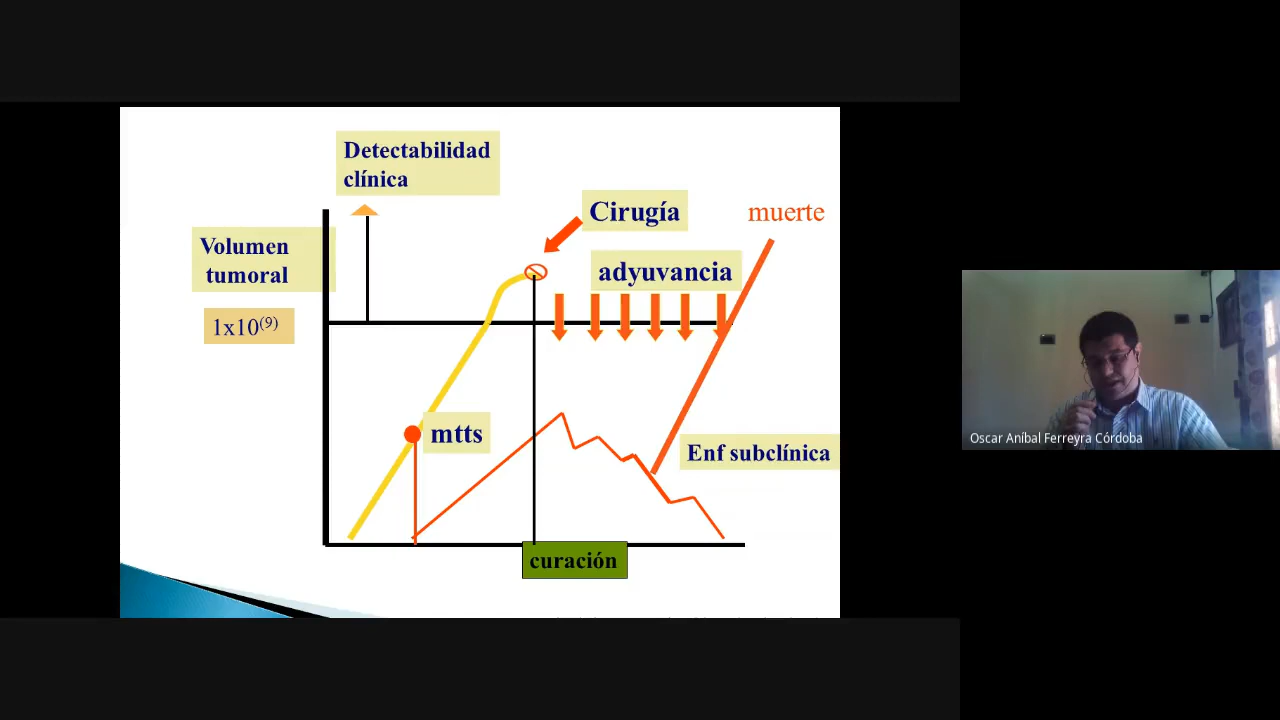 Detectabilidad
clínica
Cirugía
muerte
Volumen
tumoral
adyuvancia
1x10(9)
mtts
Enf subclínica
Oscar Aníbal Ferreyra Córdoba
curación